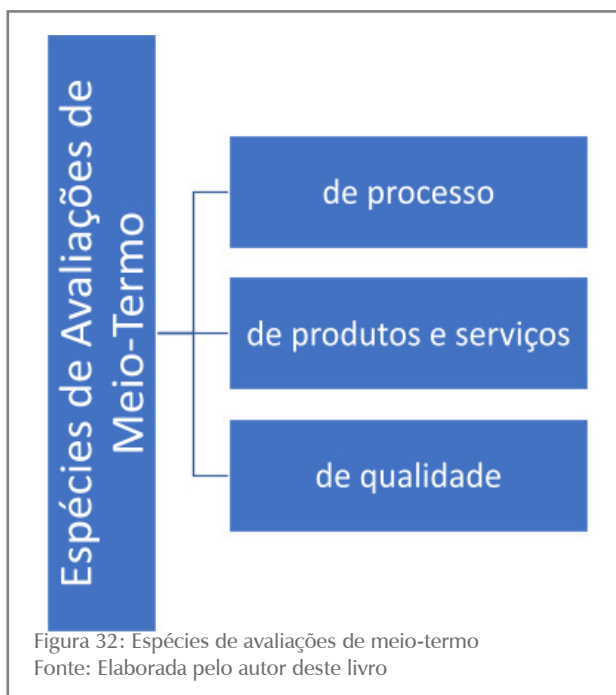 Espécies de Avaliações de
Meio-Termo
de processo
de produtos e serviços
de qualidade
Figura 32: Espécies de avaliações de meio-termo
Fonte: Elaborada pelo autor deste livro